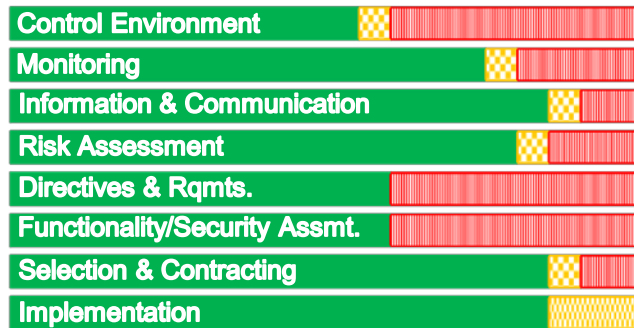 Control Environment
Monitoring
Information & Communication
Risk Assessment
Directives & Rqmts.
Functionality/Security Assmt.
Selection & Contracting
Implementation